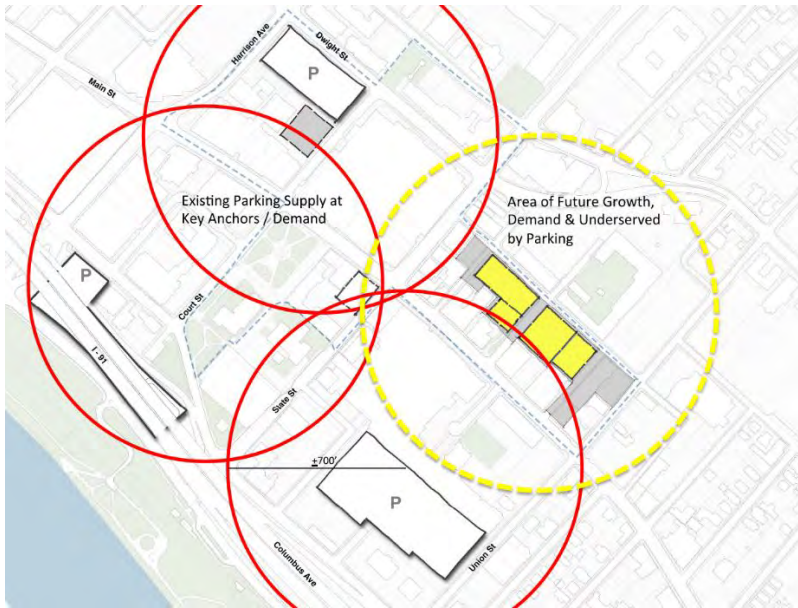 Harrison Ave
Dwight St.
P
Main St
Existing Parking Supply at
Key Anchors / Demand
Area of Future Growth,
Demand & Underserved
by Parking
P
Court St
I - 91
State St
±700'
P
Columbus Ave
Union St